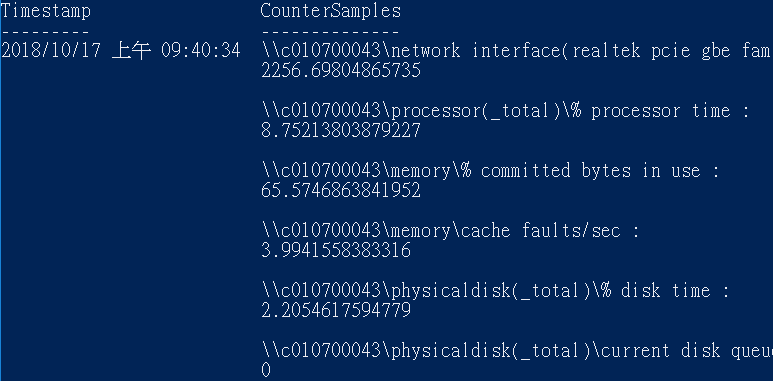 Timestamp CounterSamples
--------- --------------
2018/10/17 上午 09:40:34 \\c010700043\network interface(realtek pcie gbe fam
2256.69804865735
\\c010700043\processor(_total)\% processor time :
8.75213803879227
\\c010700043\memory\% committed bytes in use :
65.5746863841952
\\c010700043\memory\cache faults/sec :
3.9941558383316
\\c010700043\physicaldisk(_total)\% disk time :
2.2054617594779
\\c010700043\physicaldisk(_total)\current disk queu
0